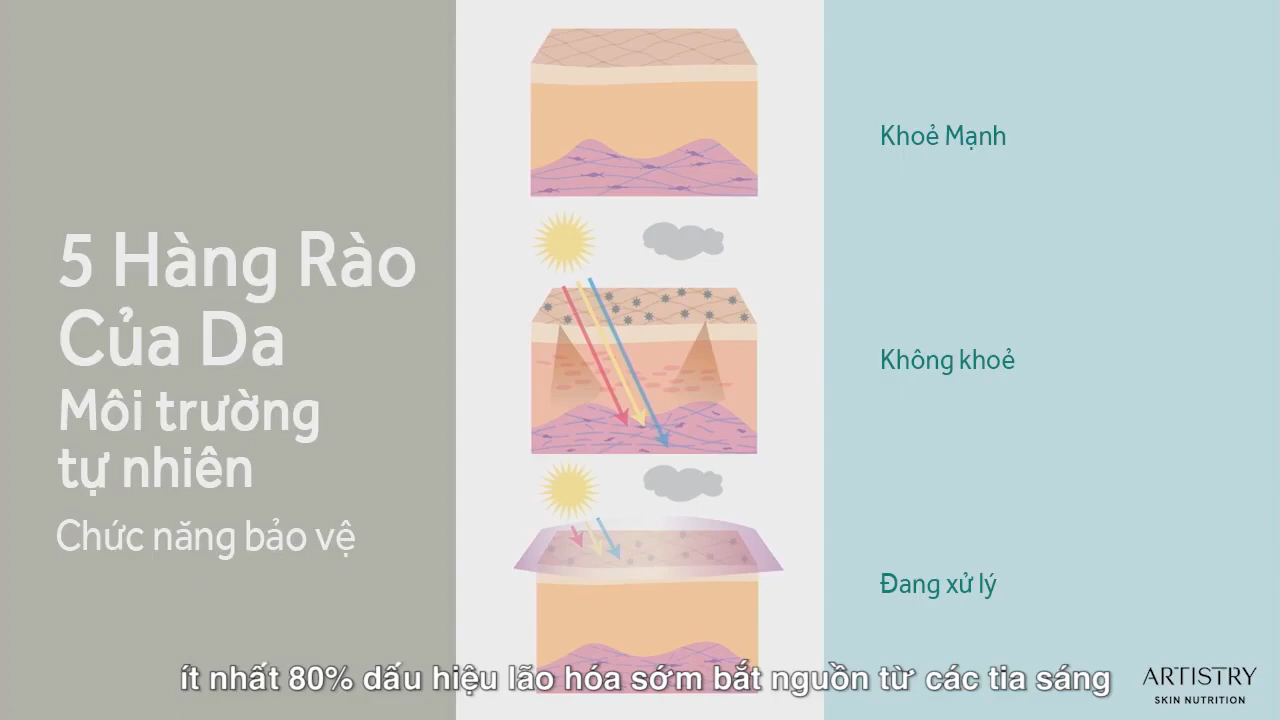 5 Hàng Rào
Của Da
Môi trường
tự nhiên
Chức năng bảo vệ
Khoẻ Mạnh
Không khoẻ
Đang xử lý
ít nhất 80% dấu hiệu lão hóa sớm bắt nguồn từ các tia sáng
ARTISTRY
SKIN NUTRITION